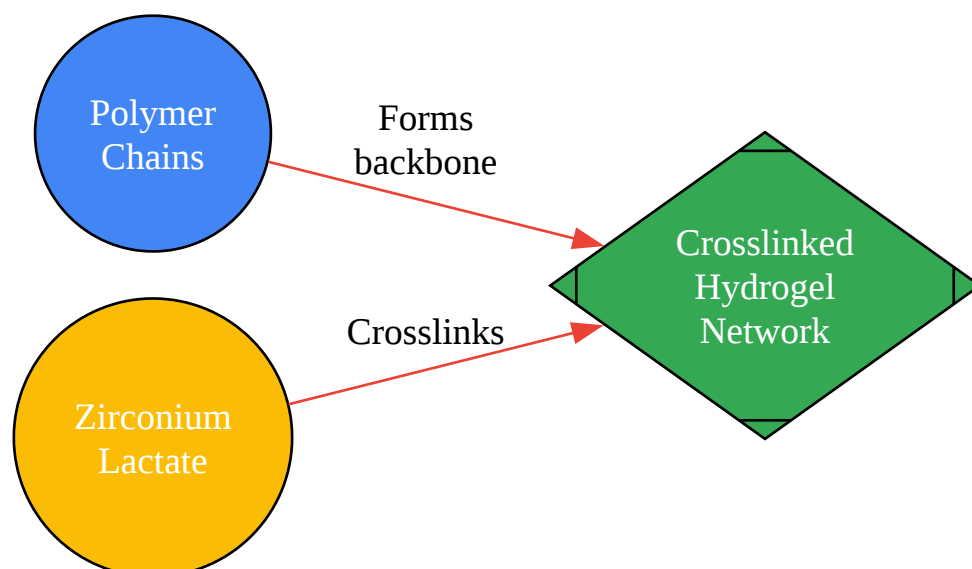 Polymer
Chains
Forms
backbone
Crosslinked
Hydrogel
Network
Crosslinks
Zirconium
Lactate